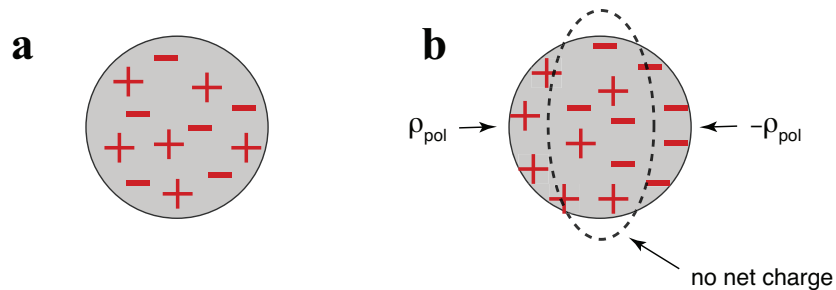 a
b
ρpol
-ρpol
no net charge